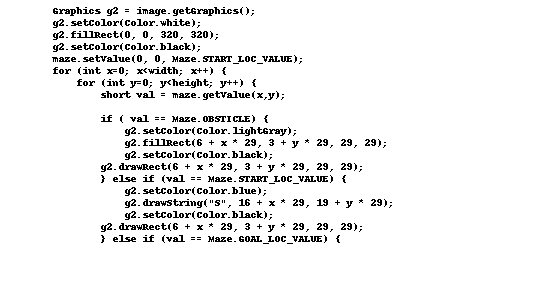 Graphics g2 = image.getGraphics();
g2.setColor(Color.white);
g2.fillRect(0, 0, 320, 320);
g2.setColor(Color.black);
maze.setValue(0, 0, Maze.START_LOC_VALUE);
for (int x=0; x<width; x++) {
for (int y=0; y<height; y++) {
short val = maze.getValue(x,y);
if ( val == Maze.OBSTICLE) {
g2.setColor(Color.lightGray);
g2.fillRect(6 + x * 29, 3 + y * 29, 29, 29);
g2.setColor(Color.black);
g2.drawRect(6 + x * 29, 3 + y * 29, 29, 29);
} else if (val == Maze.START_LOC_VALUE) {
g2.setColor(Color.blue);
g2.drawString("S", 16 + x * 29, 19 + y * 29);
g2.setColor(Color.black);
g2.drawRect(6 + x * 29, 3 + y * 29, 29, 29);
} else if (val == Maze.GOAL_LOC_VALUE) {